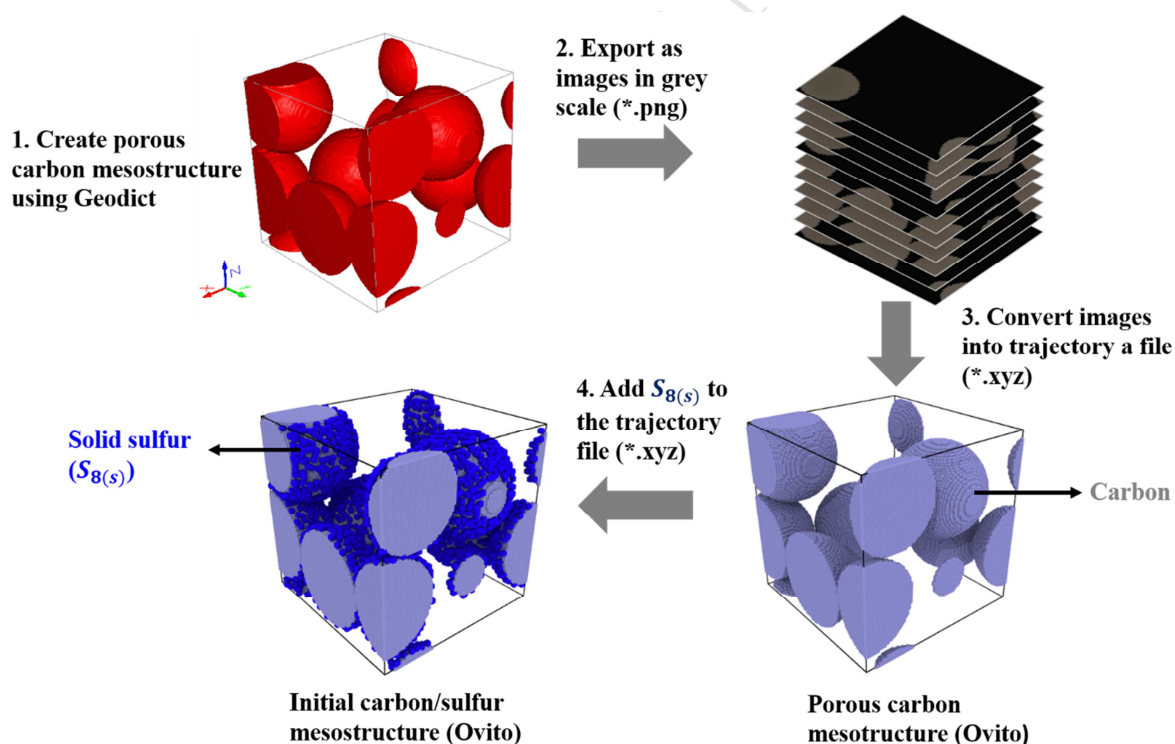 1. Create porous
carbon mesostructure
using Geodict
2. Export as
images in grey
scale (*.png)
Z
3. Convert images
into trajectory a file
(*.xyz)
4. Add S8(s) to
the trajectory
file (*.xyz)
Solid sulfur
(S8(s))
Carbon
Initial carbon/sulfur
mesostructure (Ovito)
Porous carbon
mesotructure (Ovito)